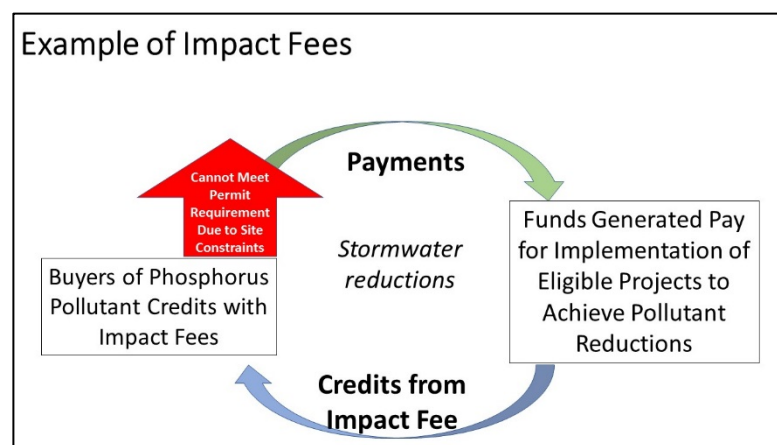 Example of Impact Fees
Payments
Cannot Meet
Permit
Requirement
Due to Site
Constraints
Stormwater
reductions
Buyers of Phosphorus
Pollutant Credits with
Impact Fees
Funds Generated Pay
for Implementation of
Eligible Projects to
Achieve Pollutant
Reductions
Credits from
Impact Fee